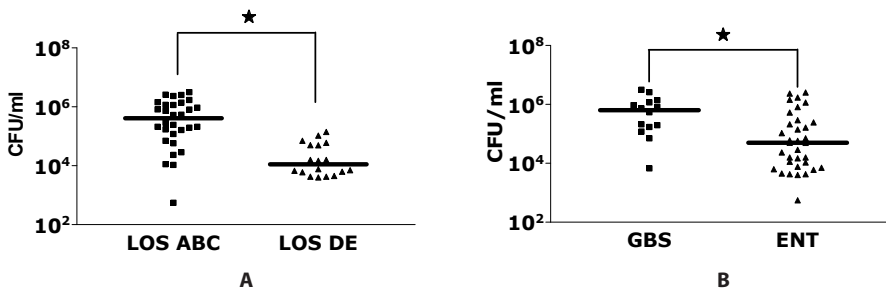 CFU/ml
10⁸
10⁶
10⁴
10²
LOS ABC
LOS DE
A
CFU/ml
10⁸
10⁶
10⁴
10²
GBS
ENT
B